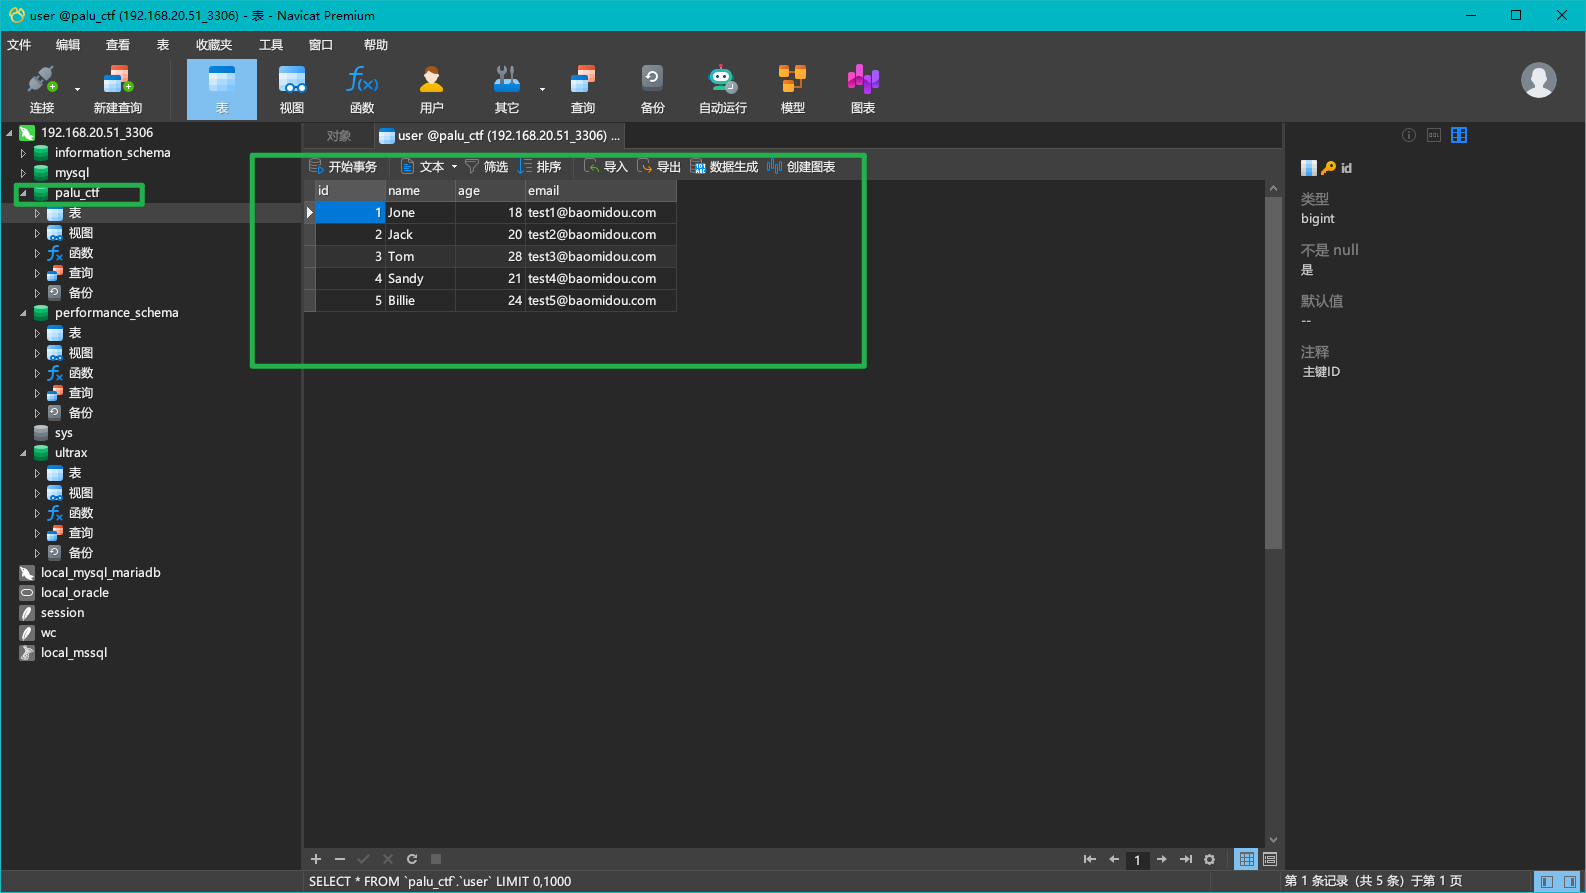 user @palu_ctf (192.168.20.51_3306) - 表 - Navicat Premium
文件 编辑 查看 表 收藏夹 工具 窗口 帮助
连接 新建查询 表 视图 函数 用户 其它 查询 备份 自动运行 模型 图表
192.168.20.51_3306
information_schema
mysql
palu_ctf
表
视图
函数
查询
备份
performance_schema
表
视图
函数
查询
备份
sys
ultrax
表
视图
函数
查询
备份
local_mysql_mariadb
local_oracle
session
wc
local_mssql
对象 user @palu_ctf (192.168.20.51_3306) ...
开始事务 文本 筛选 排序 导入 导出 数据生成 创建图表
id name age email
1 Jone 18 test1@baomidou.com
2 Jack 20 test2@baomidou.com
3 Tom 28 test3@baomidou.com
4 Sandy 21 test4@baomidou.com
5 Billie 24 test5@baomidou.com
1
SELECT * FROM `palu_ctf`.`user` LIMIT 0,1000
id
类型
bigint
不是 null
是
默认值
--
注释
主键ID
第 1 条记录 (共 5 条) 于第 1 页